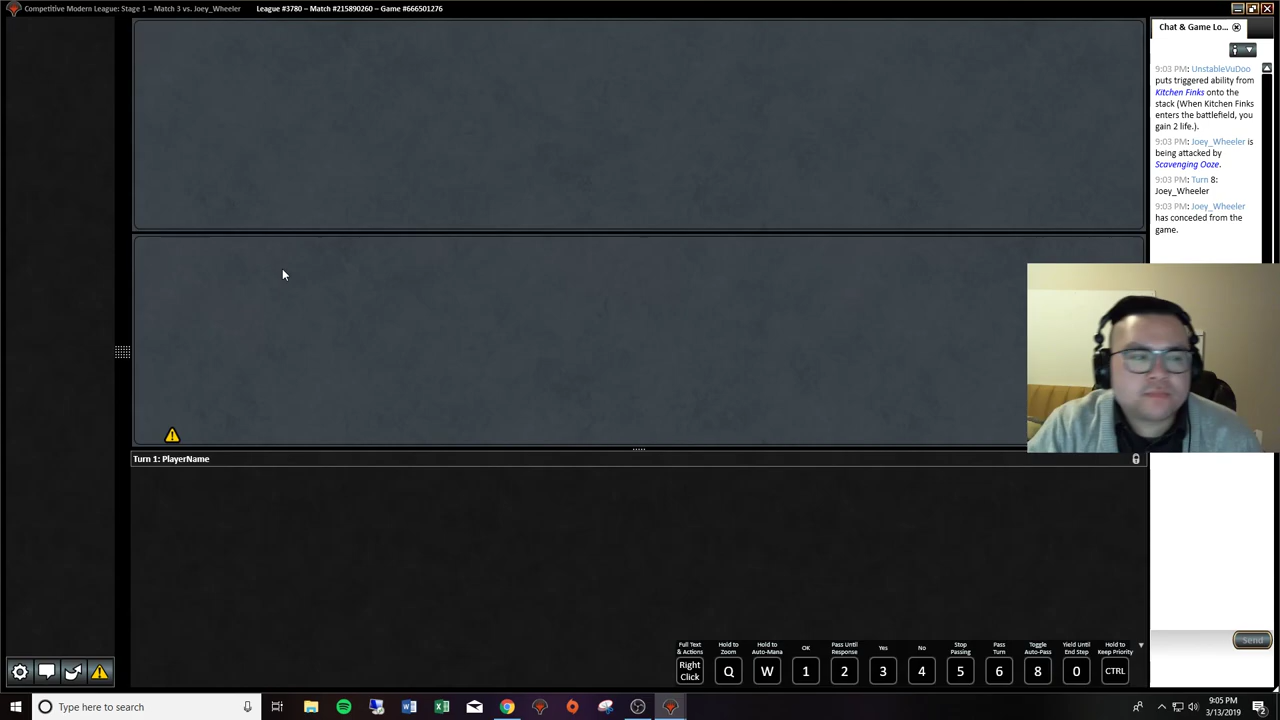 Competitive Modern League: Stage 1 – Match 3 vs. Joey_Wheeler League #3780 – Match #215890260 – Game #666501276
Chat & Game Lo...
9:03 PM: UnstableVuDoo
puts triggered ability from
Kitchen Finks onto the
stack (When Kitchen Finks
enters the battlefield, you
gain 2 life.).
9:03 PM: Joey_Wheeler is
being attacked by
Scavenging Ooze.
9:03 PM: Turn 8:
Joey_Wheeler
9:03 PM: Joey_Wheeler
has conceded from the
game.
Turn 1: PlayerName
Send
Full Text & Actions
Right Click
Hold to Zoom
Q
Hold to Auto-Mana
W
OK
1
Pass Until Response
2
Yes
3
No
4
Stop Passing
5
Pass Turn
6
Toggle Auto-Pass
8
Yield Until End Step
0
Hold to Keep Priority
CTRL
Type here to search
9:05 PM
3/13/2019
2